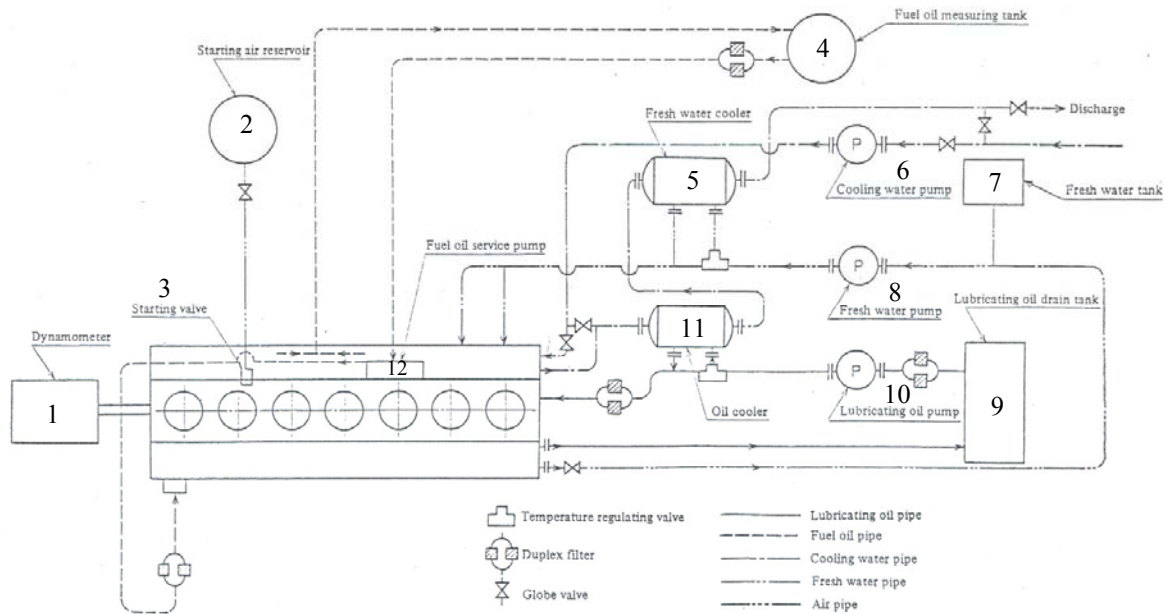 Fuel oil measuring tank
4
Starting air reservoir
2
Fresh water cooler
Discharge
P
5
6
Cooling water pump
7
Fresh water tank
Fuel oil service pump
3
Starting valve
P
8
Fresh water pump
Lubricating oil drain tank
Dynamometer
11
12
P
1
Oil cooler
10
Lubricating oil pump
9
Temperature regulating valve
Duplex filter
Globe valve
Lubricating oil pipe
Fuel oil pipe
Cooling water pipe
Fresh water pipe
Air pipe